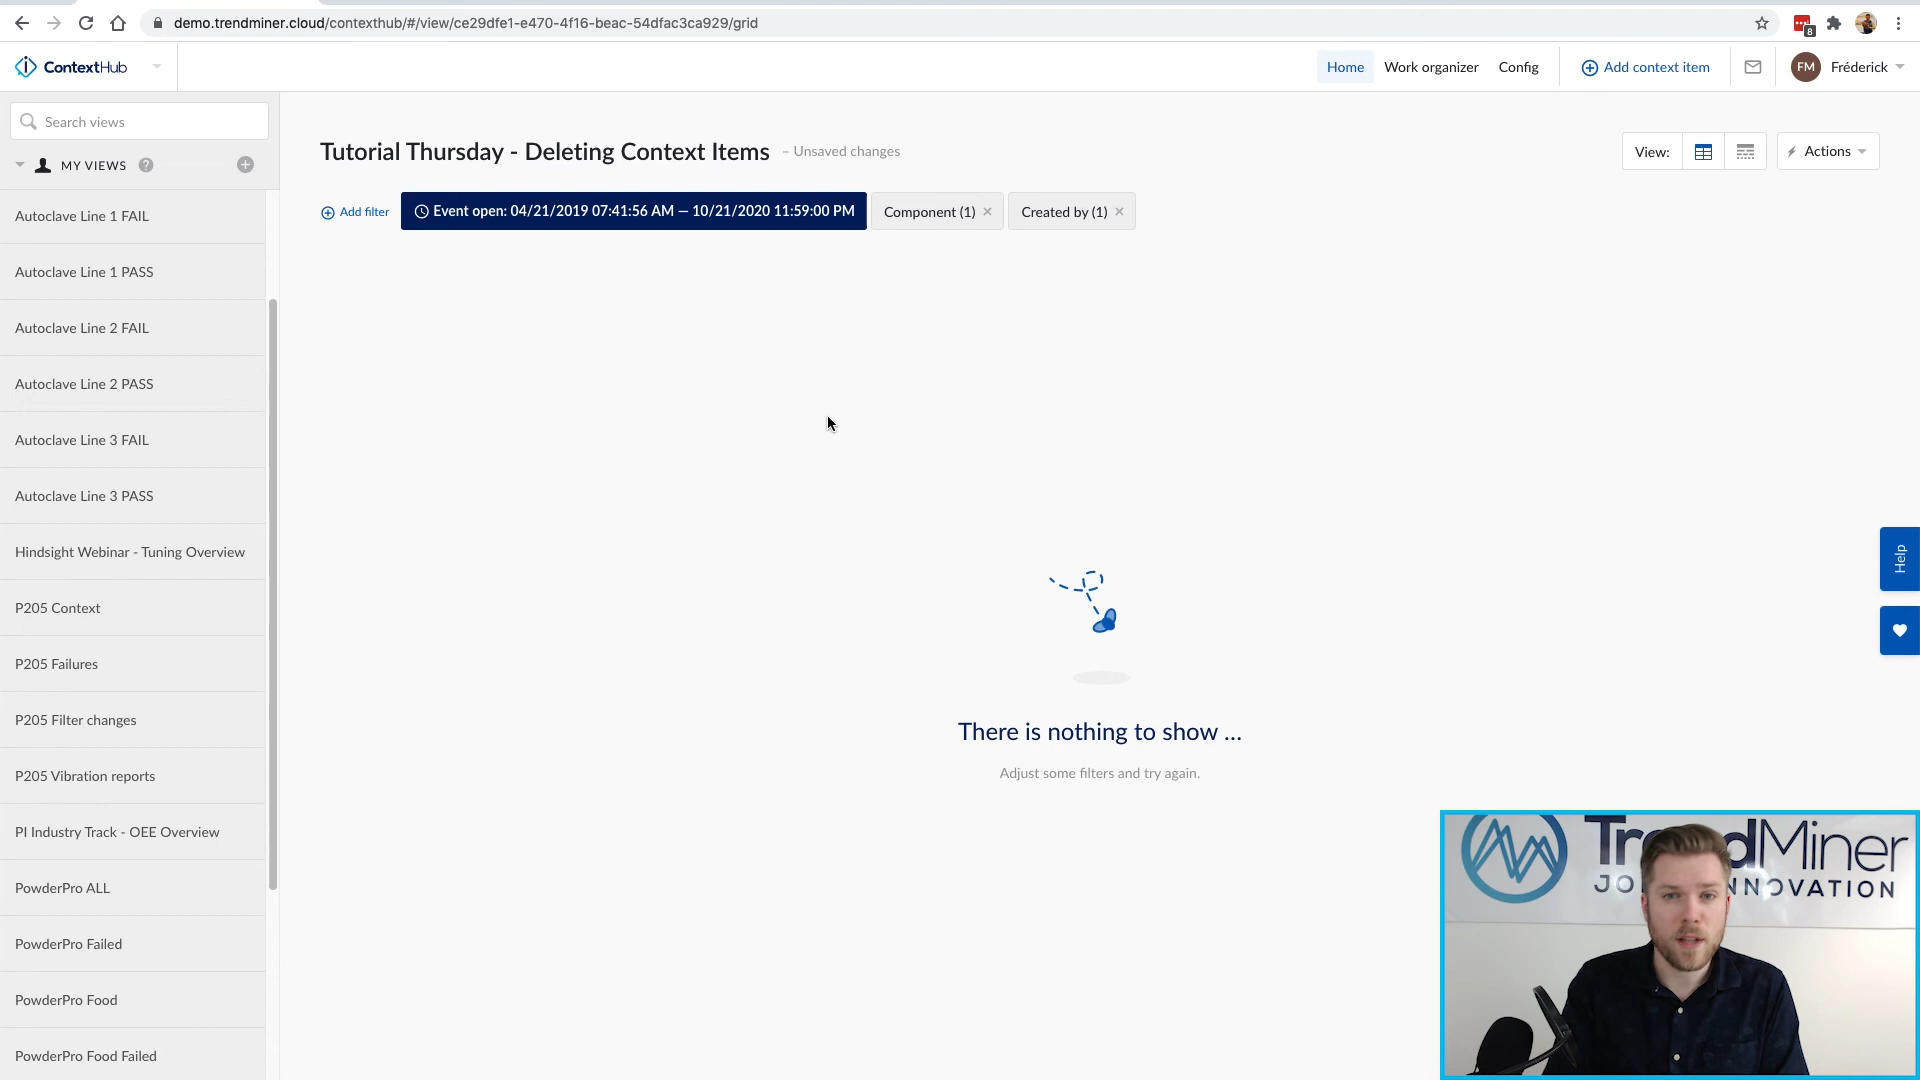 demo.trendminer.cloud/contexthub/#/view/ce29dfe1-e470-4f16-beac-54dfac3ca929/grid
8
ContextHub
Home
Work organizer
Config
Add context item
FM
Fréderick
Search views
MY VIEWS
?
Tutorial Thursday - Deleting Context Items
– Unsaved changes
View:
Actions
Add filter
Event open: 04/21/2019 07:41:56 AM — 10/21/2020 11:59:00 PM
Component (1) ×
Created by (1) ×
Autoclave Line 1 FAIL
Autoclave Line 1 PASS
Autoclave Line 2 FAIL
Autoclave Line 2 PASS
Autoclave Line 3 FAIL
Autoclave Line 3 PASS
Hindsight Webinar - Tuning Overview
P205 Context
P205 Failures
P205 Filter changes
P205 Vibration reports
PI Industry Track - OEE Overview
PowderPro ALL
PowderPro Failed
PowderPro Food
PowderPro Food Failed
There is nothing to show ...
Adjust some filters and try again.
Help